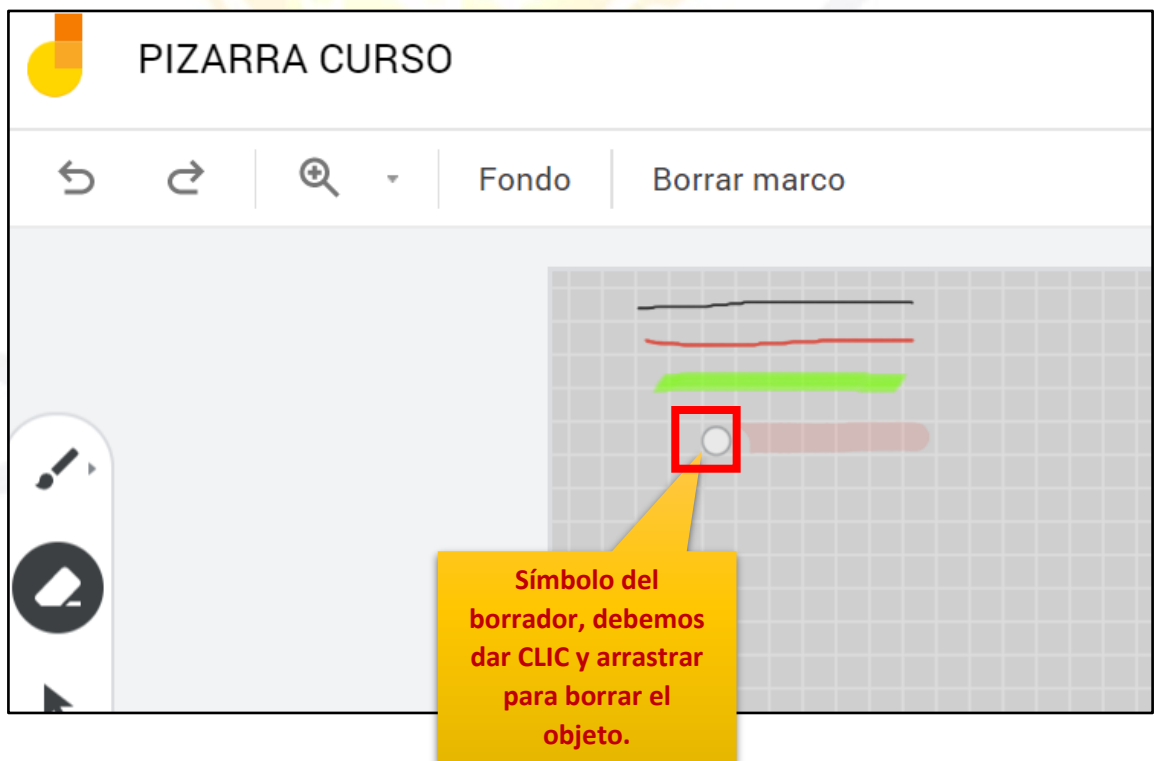 PIZARRA CURSO
Fondo
Borrar marco
Símbolo del
borrador, debemos
dar CLIC y arrastrar
para borrar el
objeto.